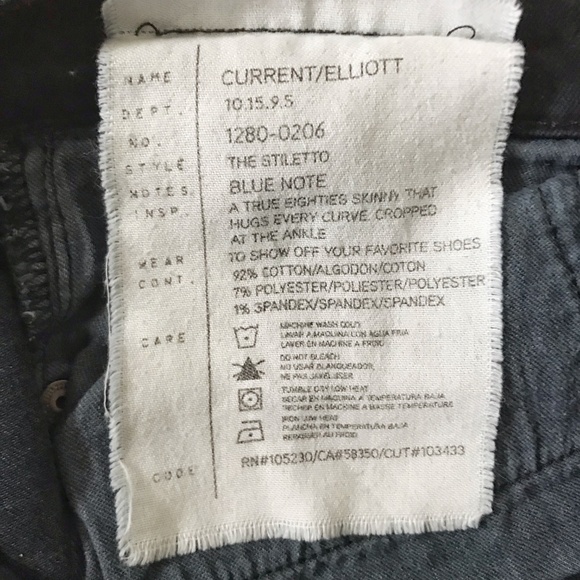 NAME CURRENT/ELLIOTT
DEPT. 10.15.9.5
NO. 1280-0206
STYLE THE STILETTO
NOTES BLUE NOTE
INSP. A TRUE EIGHTIES SKINNY THAT
HUGS EVERY CURVE. CROPPED
AT THE ANKLE
WEAR TO SHOW OFF YOUR FAVORITE SHOES
CONT. 92% COTTON/ALGODON/COTON
7% POLYESTER/POLIESTER/POLYESTER
1% SPANDEX/SPANDEX/SPANDEX
CARE MACHINE WASH COLD
LAVAR A MAQUINA CON AGUA FRIA
LAVER EN MACHINE A FROID
DO NOT BLEACH
NO USAR BLANQUEADOR
NE PAS JAVELISER
TUMBLE DRY LOW HEAT
SECAR EN MAQUINA A TEMPERATURA BAJA
SECHER EN MACHINE A BASSE TEMPERATURE
IRON LOW HEAT
PLANCHA EN TEMPERATURA BAJA
REPASSER AU FROID
CODE RN#105230/CA#58350/CUT#103433